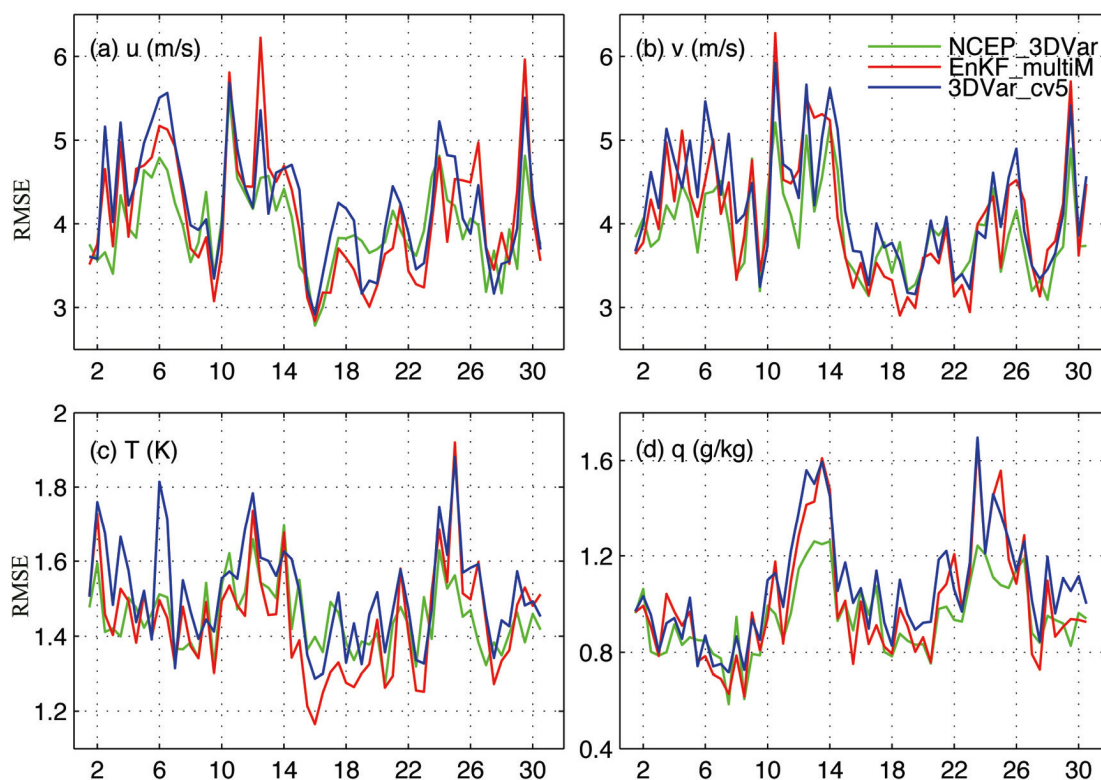 (a) u (m/s)
(b) v (m/s)
NCEP_3DVar
EnKF_multiM
3DVar_cv5
RMSE
6
5
4
3
2 6 10 14 18 22 26 30
6
5
4
3
2 6 10 14 18 22 26 30
(c) T (K)
RMSE
2
1.8
1.6
1.4
1.2
2 6 10 14 18 22 26 30
(d) q (g/kg)
1.6
1.2
0.8
0.4
2 6 10 14 18 22 26 30